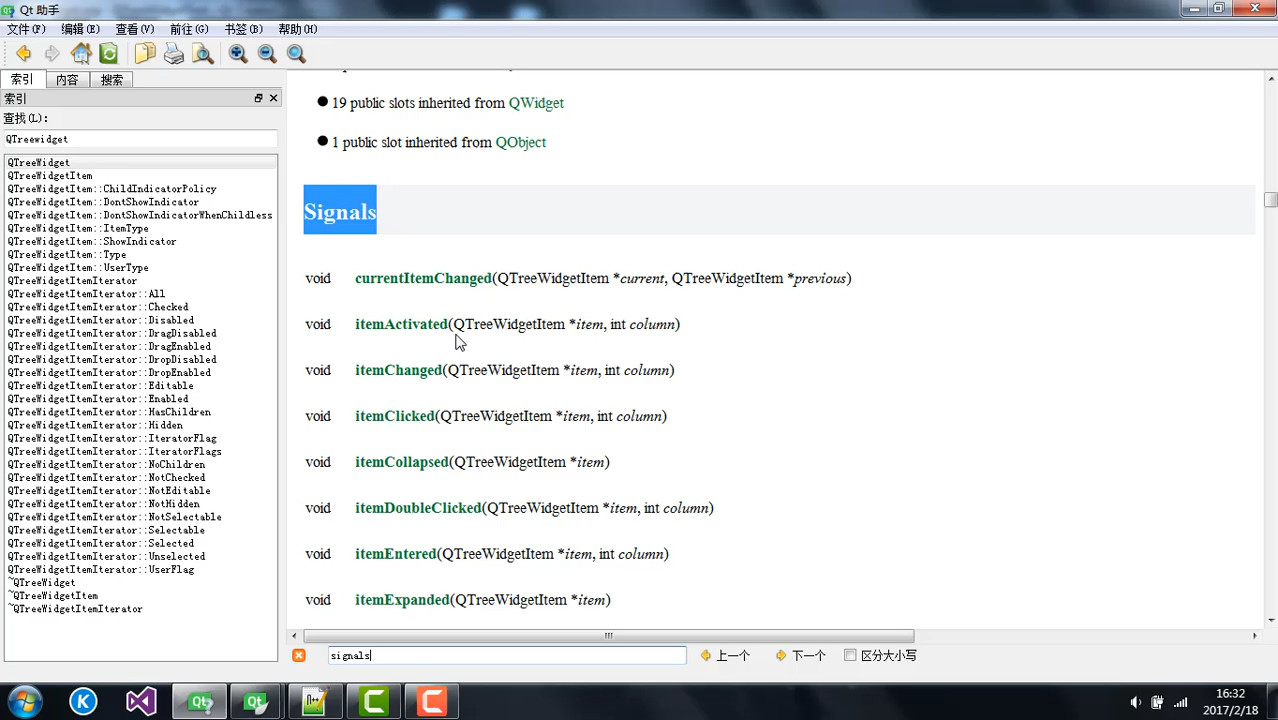 Qt 助手
文件(F) 编辑(E) 查看(V) 前往(G) 书签(B) 帮助(H)
索引 内容 搜索
索引
查找(L):
QTreewidget
QTreeWidget
QTreeWidgetItem
QTreeWidgetItem::ChildIndicatorPolicy
QTreeWidgetItem::DontShowIndicator
QTreeWidgetItem::DontShowIndicatorWhenChildless
QTreeWidgetItem::ItemType
QTreeWidgetItem::ShowIndicator
QTreeWidgetItem::Type
QTreeWidgetItem::UserType
QTreeWidgetItemIterator
QTreeWidgetItemIterator::All
QTreeWidgetItemIterator::Checked
QTreeWidgetItemIterator::Disabled
QTreeWidgetItemIterator::DragDisabled
QTreeWidgetItemIterator::DragEnabled
QTreeWidgetItemIterator::DropDisabled
QTreeWidgetItemIterator::DropEnabled
QTreeWidgetItemIterator::Editable
QTreeWidgetItemIterator::Enabled
QTreeWidgetItemIterator::HasChildren
QTreeWidgetItemIterator::Hidden
QTreeWidgetItemIterator::IteratorFlag
QTreeWidgetItemIterator::IteratorFlags
QTreeWidgetItemIterator::NoChildren
QTreeWidgetItemIterator::NotChecked
QTreeWidgetItemIterator::NotEditable
QTreeWidgetItemIterator::NotHidden
QTreeWidgetItemIterator::NotSelectable
QTreeWidgetItemIterator::Selectable
QTreeWidgetItemIterator::Selected
QTreeWidgetItemIterator::Unselected
QTreeWidgetItemIterator::UserFlag
~QTreeWidget
~QTreeWidgetItem
~QTreeWidgetItemIterator
19 public slots inherited from QWidget
1 public slot inherited from QObject
Signals
void currentItemChanged(QTreeWidgetItem *current, QTreeWidgetItem *previous)
void itemActivated(QTreeWidgetItem *item, int column)
void itemChanged(QTreeWidgetItem *item, int column)
void itemClicked(QTreeWidgetItem *item, int column)
void itemCollapsed(QTreeWidgetItem *item)
void itemDoubleClicked(QTreeWidgetItem *item, int column)
void itemEntered(QTreeWidgetItem *item, int column)
void itemExpanded(QTreeWidgetItem *item)
signals 上一个 下一个 区分大小写
16:32
2017/2/18